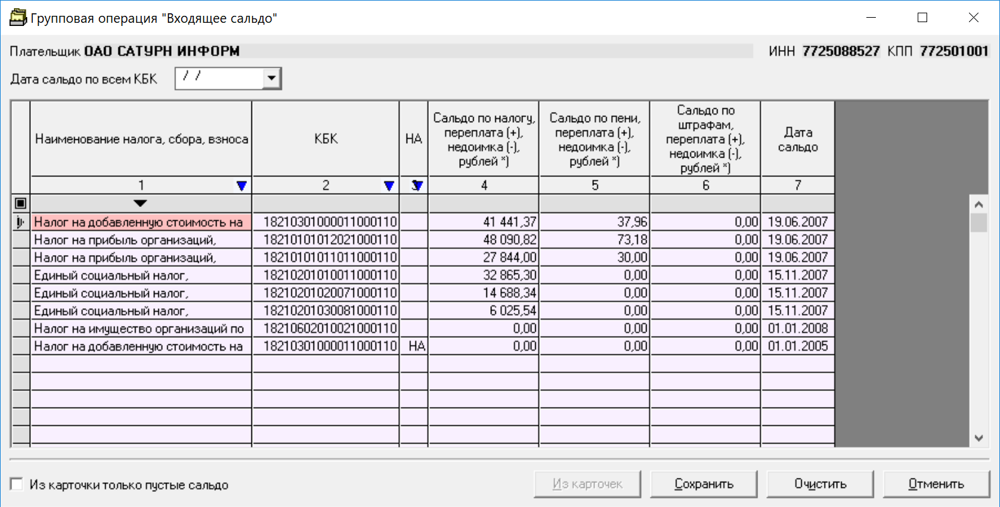 Групповая операция "Входящее сальдо"
Плательщик ОАО САТУРН ИНФОРМ ИНН 7725088527 КПП 772501001
Дата сальдо по всем КБК / /
Наименование налога, сбора, взноса КБК НА Сальдо по налогу, переплата (+), недоимка (-), рублей *) Сальдо по пени, переплата (+), недоимка (-), рублей *) Сальдо по штрафам, переплата (+), недоимка (-), рублей *) Дата сальдо
1 2 3 4 5 6 7
Налог на добавленную стоимость на 18210301000011000110 41 441,37 37,96 0,00 19.06.2007
Налог на прибыль организаций, 18210101012021000110 48 090,82 73,18 0,00 19.06.2007
Налог на прибыль организаций, 18210101011011000110 27 844,00 30,00 0,00 19.06.2007
Единый социальный налог, 18210201010011000110 32 865,30 0,00 0,00 15.11.2007
Единый социальный налог, 18210201020071000110 14 688,34 0,00 0,00 15.11.2007
Единый социальный налог, 18210201030081000110 6 025,54 0,00 0,00 15.11.2007
Налог на имущество организаций по 18210602010021000110 0,00 0,00 0,00 01.01.2008
Налог на добавленную стоимость на 18210301000011000110 НА 0,00 0,00 0,00 01.01.2005
Из карточки только пустые сальдо Из карточек Сохранить Очистить Отменить